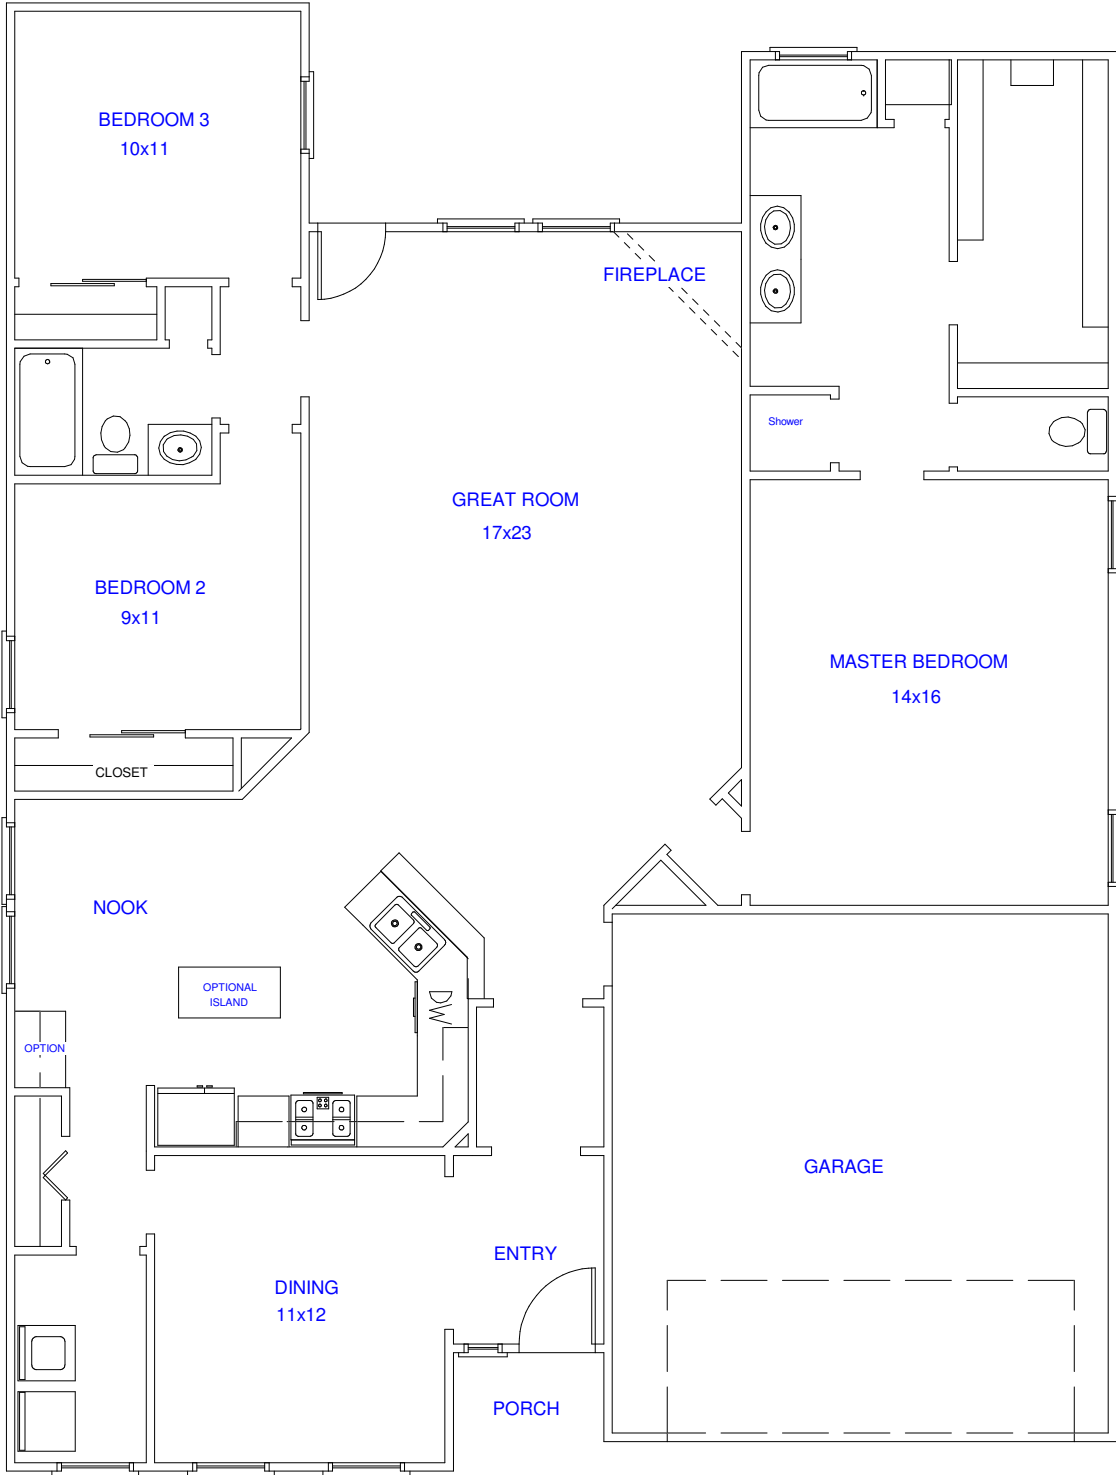 BEDROOM 3
10x11
FIREPLACE
Shower
GREAT ROOM
17x23
BEDROOM 2
9x11
MASTER BEDROOM
14x16
CLOSET
NOOK
OPTIONAL
ISLAND
DW
OPTION
GARAGE
ENTRY
DINING
11x12
PORCH